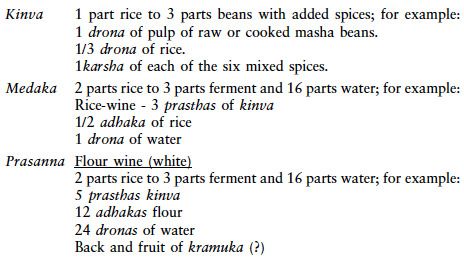 Kinva 1 part rice to 3 parts beans with added spices; for example:
1 drona of pulp of raw or cooked masha beans.
1/3 drona of rice.
1karsha of each of the six mixed spices.
Medaka 2 parts rice to 3 parts ferment and 16 parts water; for example:
Rice-wine - 3 prasthas of kinva
1/2 adhaka of rice
1 drona of water
Prasanna Flour wine (white)
2 parts rice to 3 parts ferment and 16 parts water; for example:
5 prasthas kinva
12 adhakas flour
24 dronas of water
Back and fruit of kramuka (?)